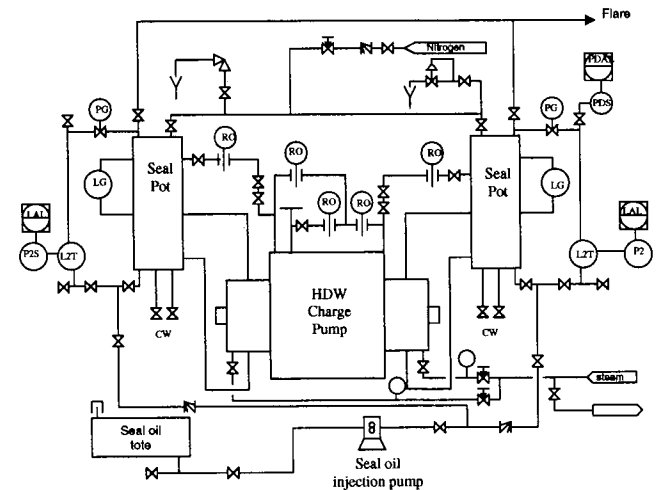 Flare
Nitrogen
PDAL
PG
PG
PDS
RO
Seal
Pot
RO
RO
Seal
Pot
LG
RO
RO
LG
LAL
LAL
P2S
L2T
HDW
Charge
Pump
L2T
P2
CW
CW
steam
Seal oil
tote
8
Seal oil
injection pump